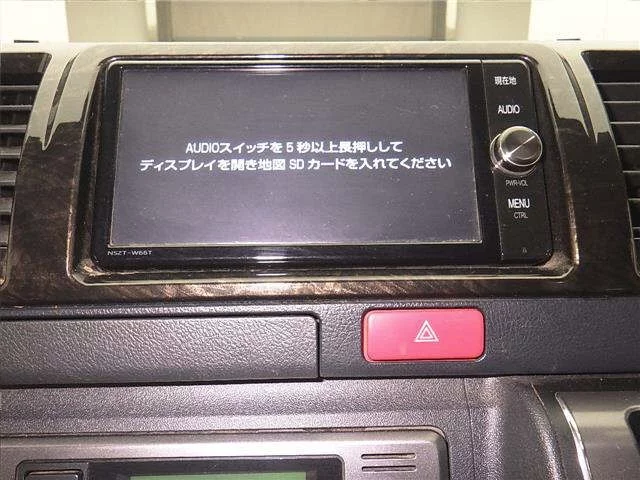 AUDIOスイッチを5秒以上長押しして
ディスプレイを開き地図SDカードを入れてください
現在地
AUDIO
PWR·VOL
MENU
CTRL
NSZT-W66T